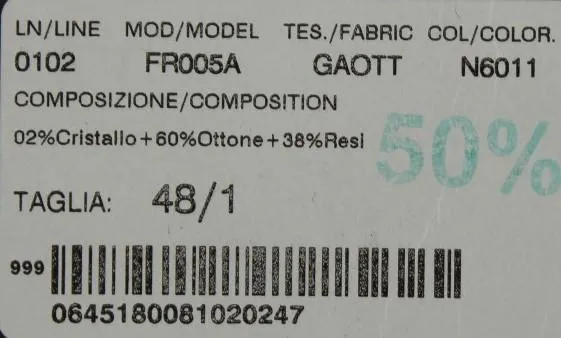 LN/LINE MOD/MODEL TES./FABRIC COL/COLOR.
0102 FR005A GAOTT N6011
COMPOSIZIONE/COMPOSITION
02%Cristallo+60%Ottone+38%Resi
50%
TAGLIA: 48/1
999
0645180081020247